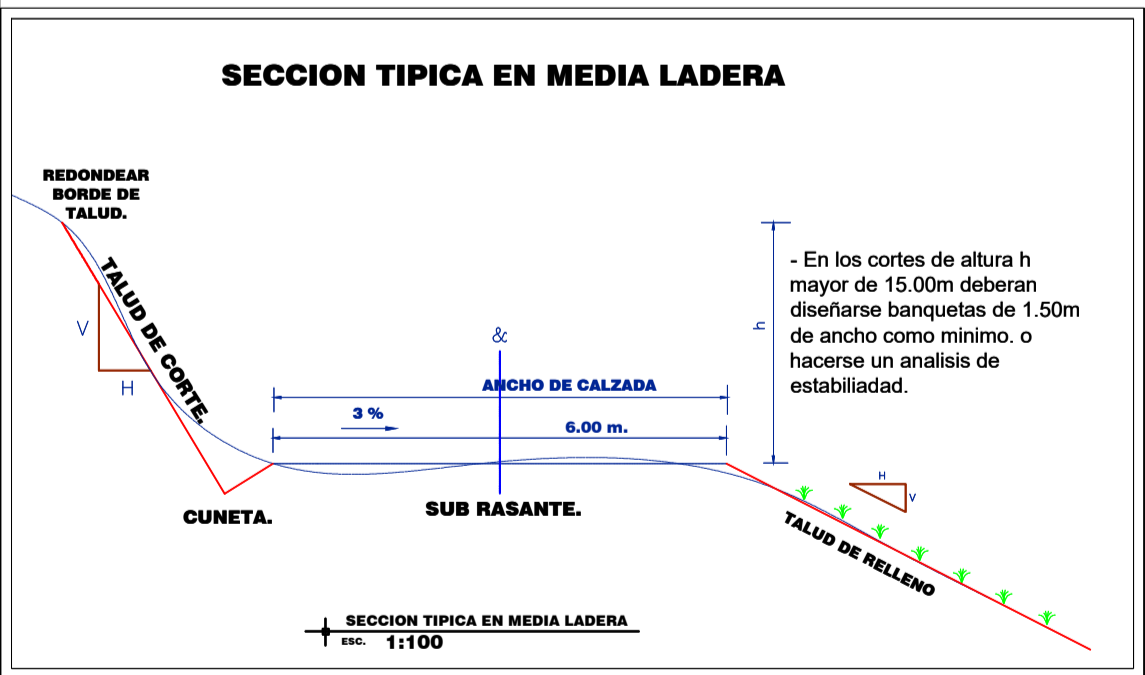 SECCION TIPICA EN MEDIA LADERA
REDONDEAR
BORDE DE
TALUD.
TALUD DE CORTE.
V
H
&
ANCHO DE CALZADA
3 %
6.00 m.
h
- En los cortes de altura h
mayor de 15.00m deberan
diseñarse banquetas de 1.50m
de ancho como minimo. o
hacerse un analisis de
estabiliadad.
CUNETA.
SUB RASANTE.
H
V
TALUD DE RELLENO
SECCION TIPICA EN MEDIA LADERA
ESC. 1:100